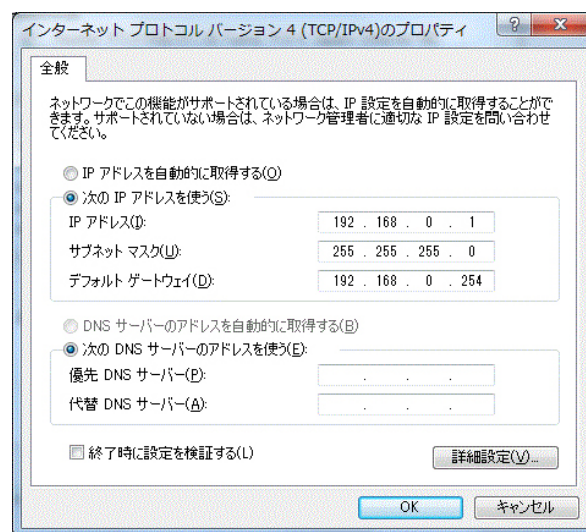 インターネット プロトコル バージョン 4 (TCP/IPv4)のプロパティ
全般
ネットワークでこの機能がサポートされている場合は、IP 設定を自動的に取得することがで
きます。サポートされていない場合は、ネットワーク管理者に適切な IP 設定を問い合わせ
てください。
IP アドレスを自動的に取得する(O)
次の IP アドレスを使う(S):
IP アドレス(I): 192 . 168 . 0 . 1
サブネット マスク(U): 255 . 255 . 255 . 0
デフォルト ゲートウェイ(D): 192 . 168 . 0 . 254
DNS サーバーのアドレスを自動的に取得する(B)
次の DNS サーバーのアドレスを使う(E):
優先 DNS サーバー(P): . . .
代替 DNS サーバー(A): . . .
終了時に設定を検証する(L)
詳細設定(V)...
OK キャンセル